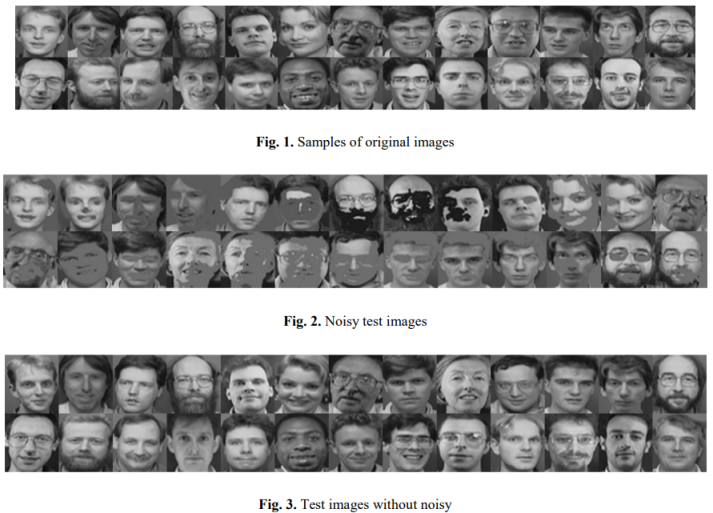 Fig. 1. Samples of original images
Fig. 2. Noisy test images
Fig. 3. Test images without noisy